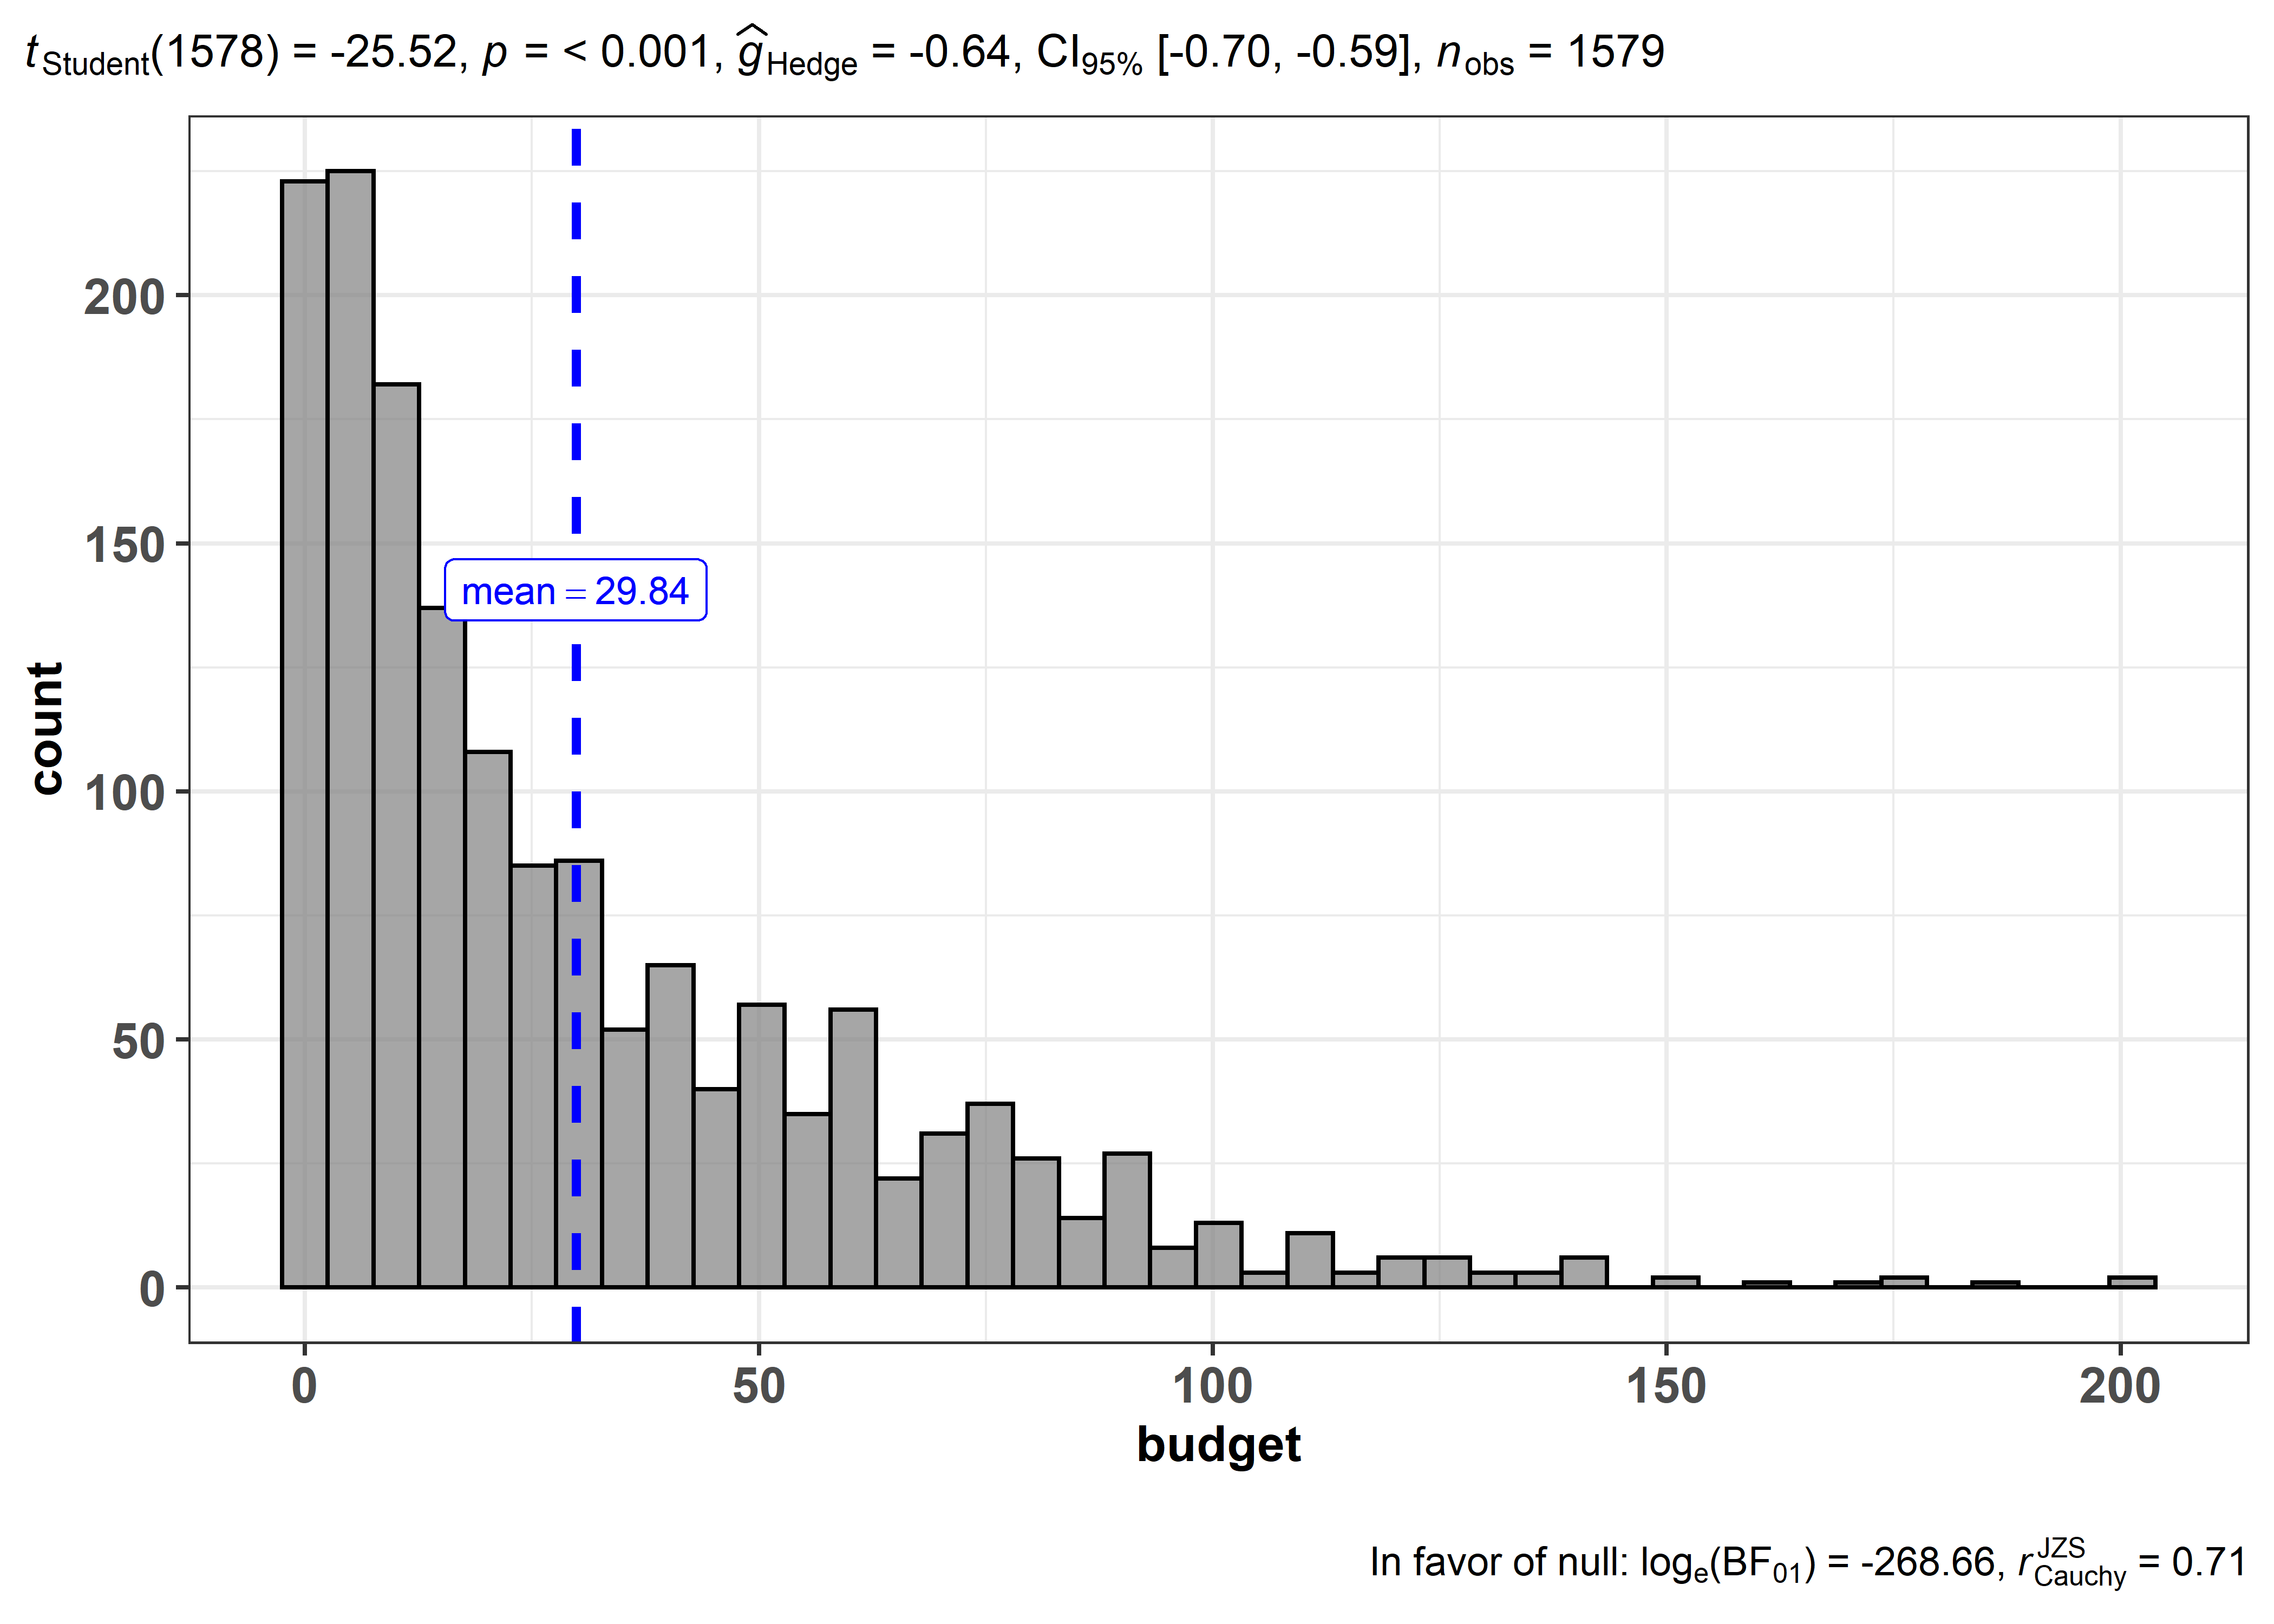 tStudent(1578) = -25.52, p = < 0.001, ĝHedge = -0.64, CI95% [-0.70, -0.59], nobs = 1579
200
150
100
50
0
mean = 29.84
count
0 50 100 150 200
budget
In favor of null: loge(BF01) = -268.66, rJZSCauchy = 0.71